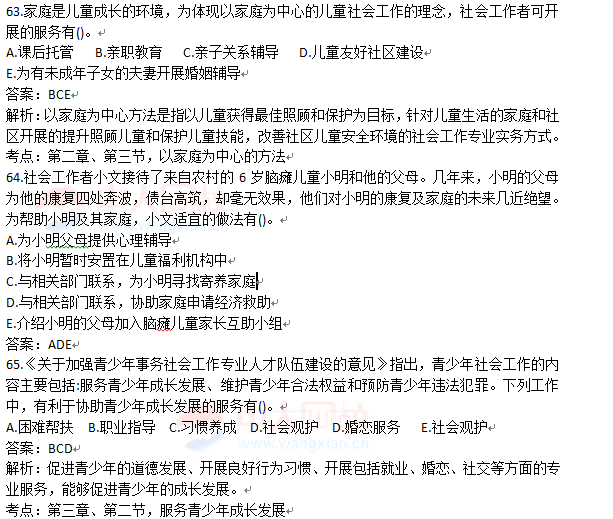 63.家庭是儿童成长的环境，为体现以家庭为中心的儿童社会工作的理念，社会工作者可开
展的服务有()。
A.课后托管 B.亲职教育 C.亲子关系辅导 D.儿童友好社区建设
E.为有未成年子女的夫妻开展婚姻辅导
答案：BCE
解析：以家庭为中心方法是指以儿童获得最佳照顾和保护为目标，针对儿童生活的家庭和社
区开展的提升照顾儿童和保护儿童技能，改善社区儿童安全环境的社会工作专业实务方式。
考点：第二章、第三节，以家庭为中心的方法
64.社会工作者小文接待了来自农村的 6 岁脑瘫儿童小明和他的父母。几年来，小明的父母
为他的康复四处奔波，债台高筑，却毫无效果，他们对小明的康复及家庭的未来几近绝望。
为帮助小明及其家庭，小文适宜的做法有()。
A.为小明父母提供心理辅导
B.将小明暂时安置在儿童福利机构中
C.与相关部门联系，为小明寻找寄养家庭
D.与相关部门联系，协助家庭申请经济救助
E.介绍小明的父母加入脑瘫儿童家长互助小组
答案：ADE
65.《关于加强青少年事务社会工作专业人才队伍建设的意见》指出，青少年社会工作的内
容主要包括:服务青少年成长发展、维护青少年合法权益和预防青少年违法犯罪。下列工作
中，有利于协助青少年成长发展的服务有()。
A.困难帮扶 B.职业指导 C.习惯养成 D.社会观护 D.婚恋服务 E.社会观护
答案：BCD
www.wangxiao.cn
解析：促进青少年的道德发展、开展良好行为习惯、开展包括就业、婚恋、社交等方面的专
业服务，能够促进青少年的成长发展。
考点：第三章、第二节，服务青少年成长发展